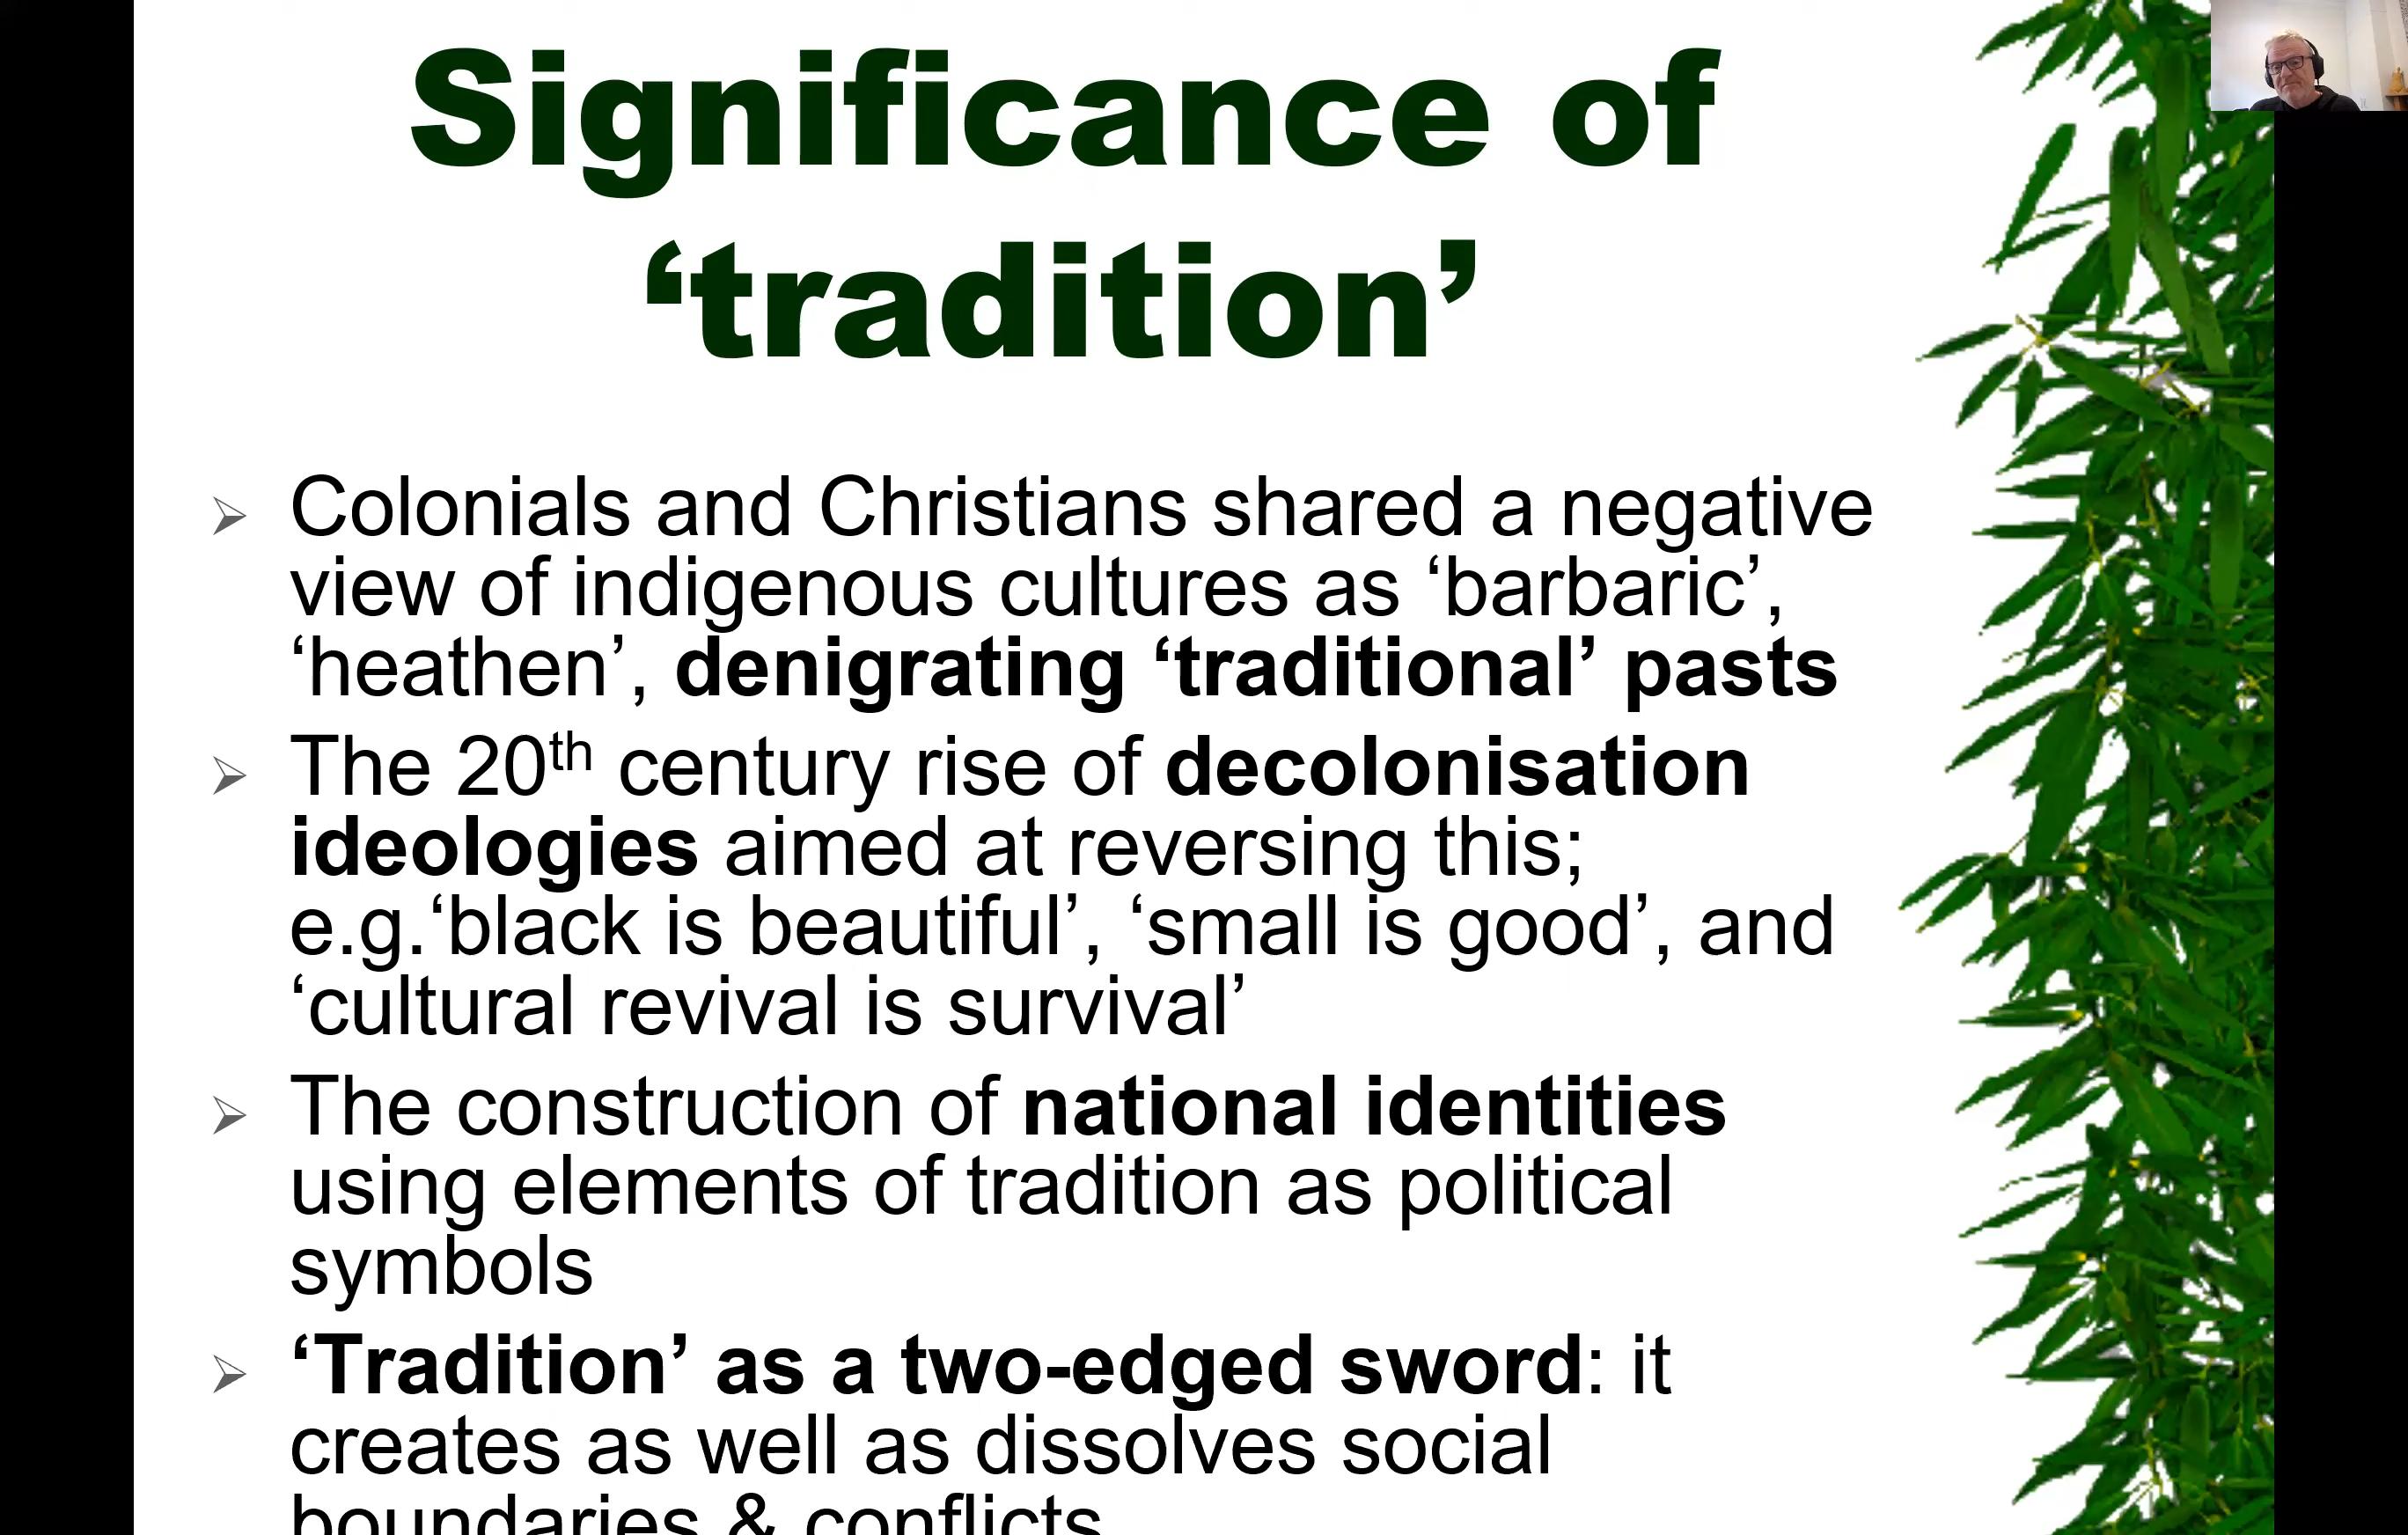 Significance of
‘tradition’
Colonials and Christians shared a negative
view of indigenous cultures as ‘barbaric’,
‘heathen’, denigrating ‘traditional’ pasts
The 20th century rise of decolonisation
ideologies aimed at reversing this;
e.g.‘black is beautiful’, ‘small is good’, and
‘cultural revival is survival’
The construction of national identities
using elements of tradition as political
symbols
‘Tradition’ as a two-edged sword: it
creates as well as dissolves social
boundaries & conflicts